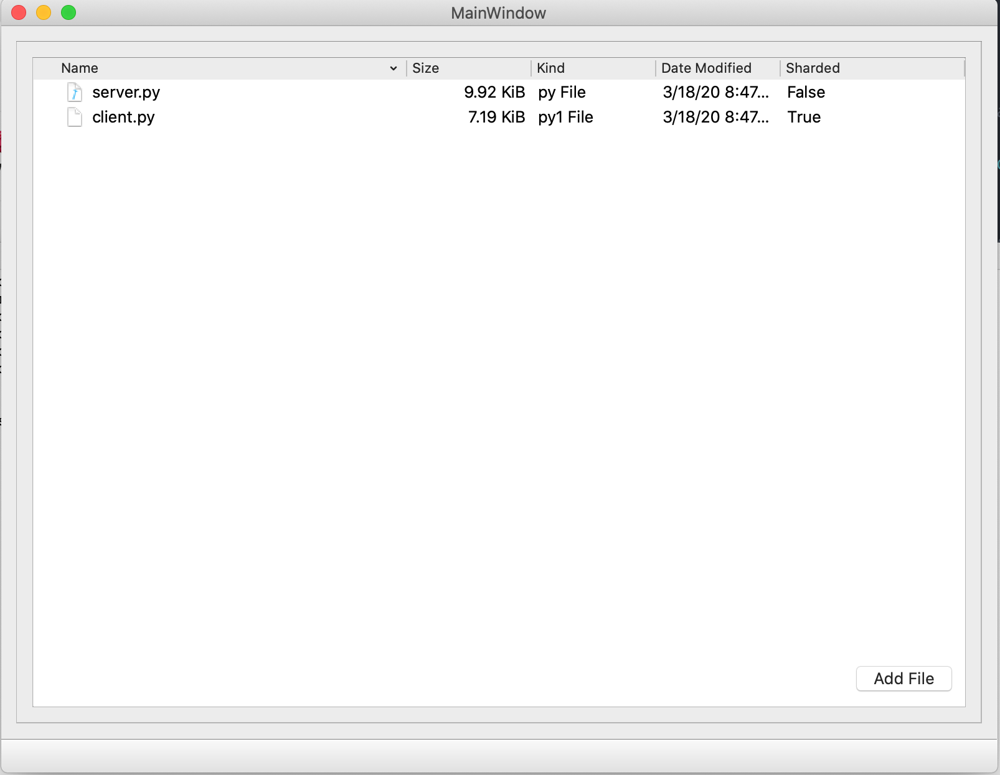 MainWindow
Name Size Kind Date Modified Sharded
server.py 9.92 KiB py File 3/18/20 8:47... False
client.py 7.19 KiB py1 File 3/18/20 8:47... True
Add File